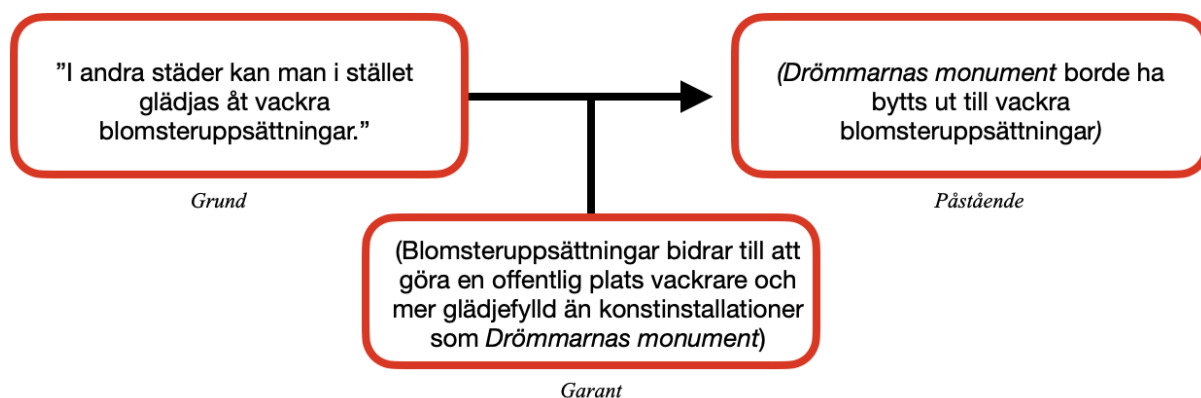 ”I andra städer kan man i stället
glädjas åt vackra
blomsteruppsättningar.”
Grund
(Drömmarnas monument borde ha
bytts ut till vackra
blomsteruppsättningar)
Påstående
(Blomsteruppsättningar bidrar till att
göra en offentlig plats vackrare och
mer glädjefylld än konstinstallationer
som Drömmarnas monument)
Garant